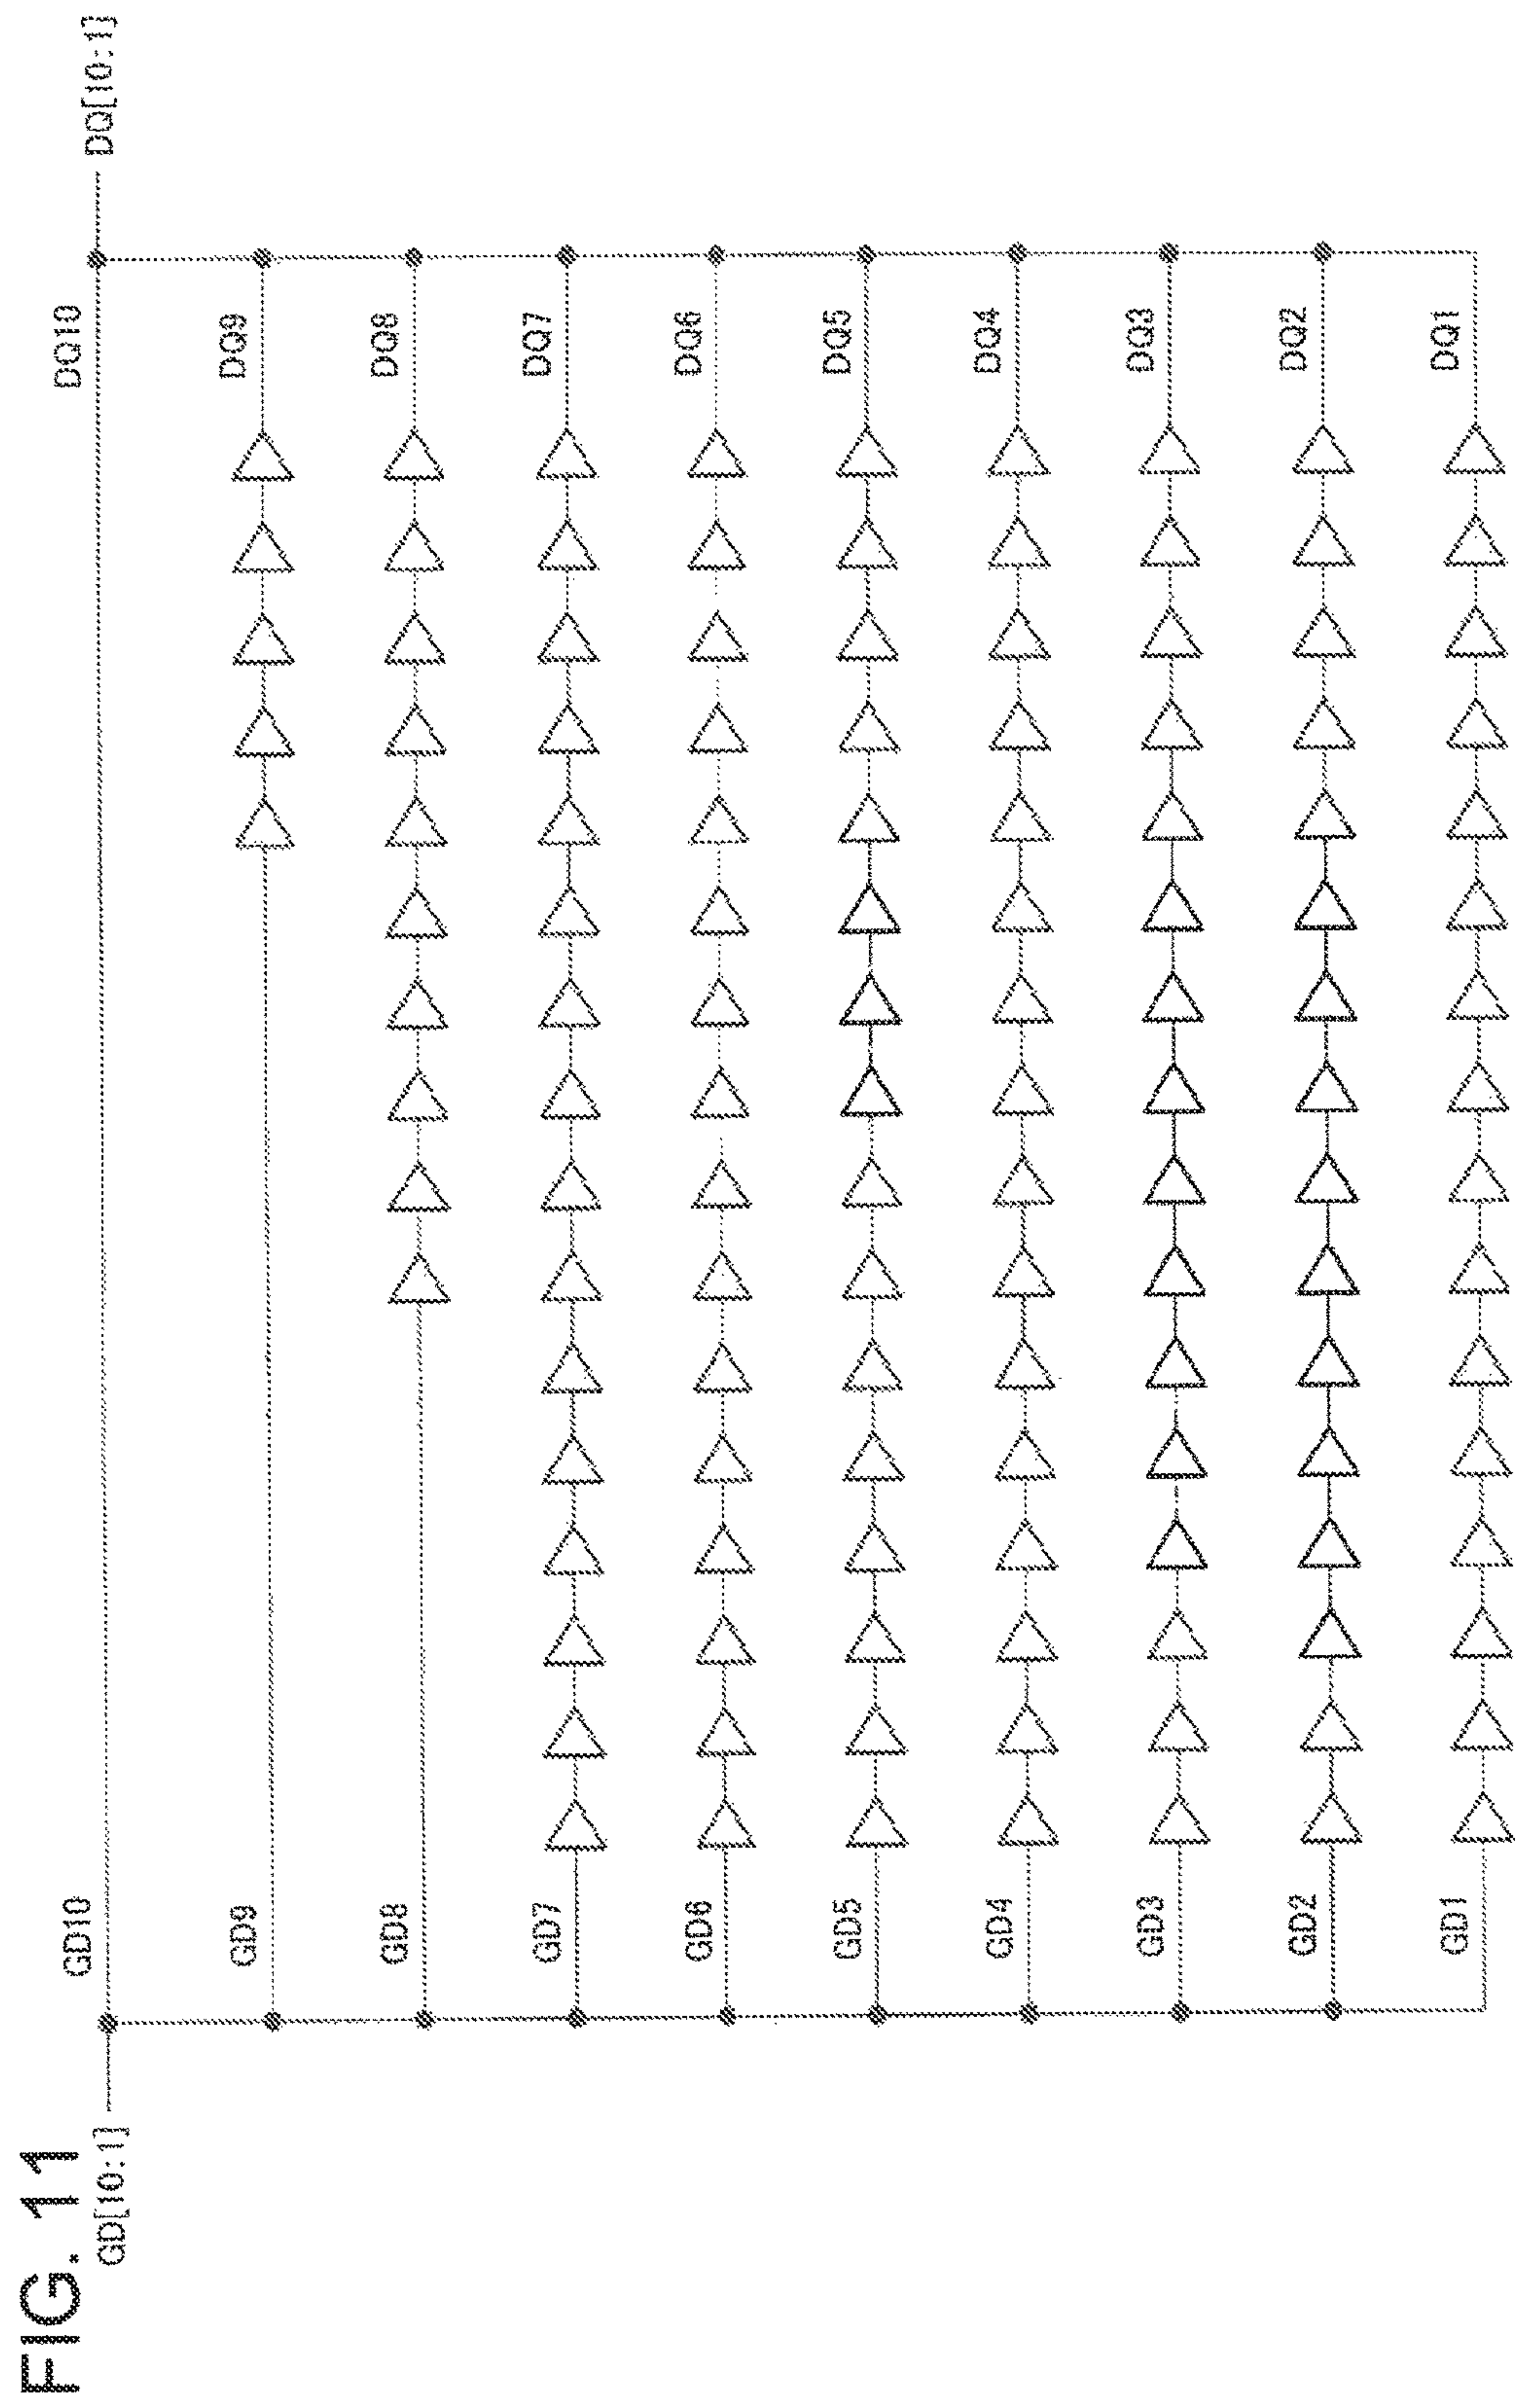 FIG. 11
GD[10:1]
DQ[10:1]
GD10
DQ10
GD9
DQ9
GD8
DQ8
GD7
DQ7
GD6
DQ6
GD5
DQ5
GD4
DQ4
GD3
DQ3
GD2
DQ2
GD1
DQ1